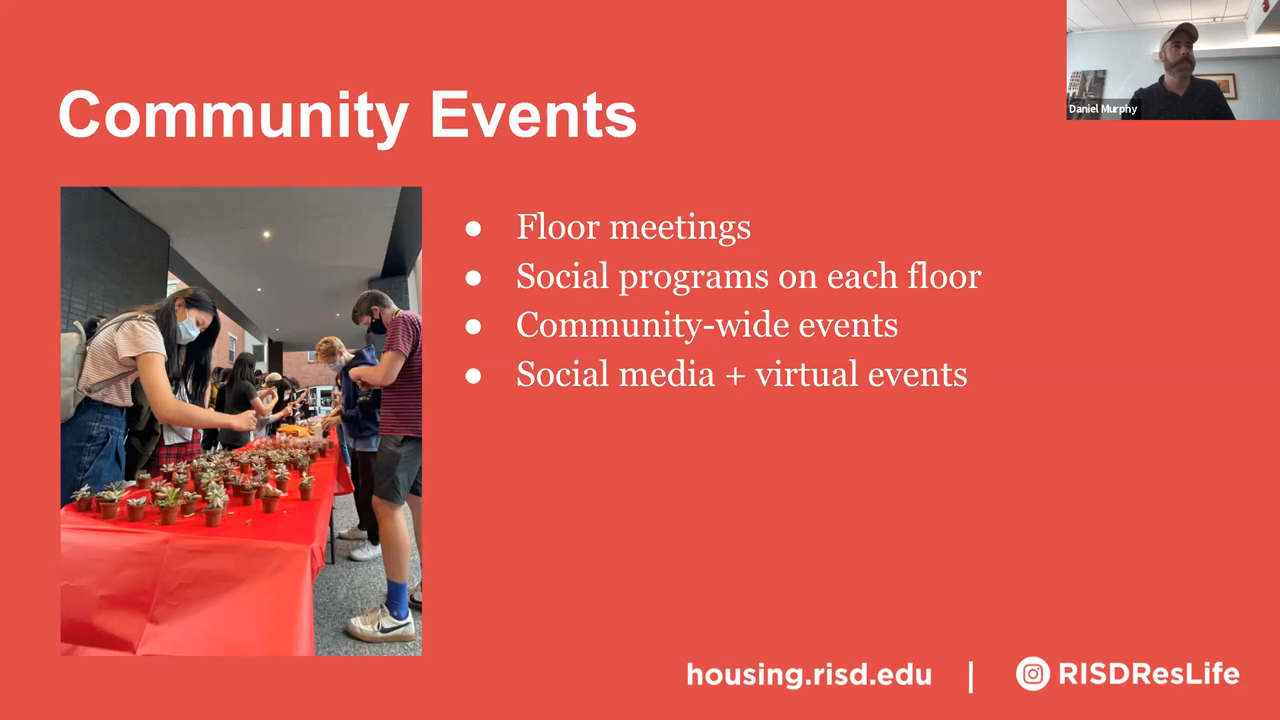 Community Events
Daniel Murphy
● Floor meetings
● Social programs on each floor
● Community-wide events
● Social media + virtual events
housing.risd.edu | RISDResLife